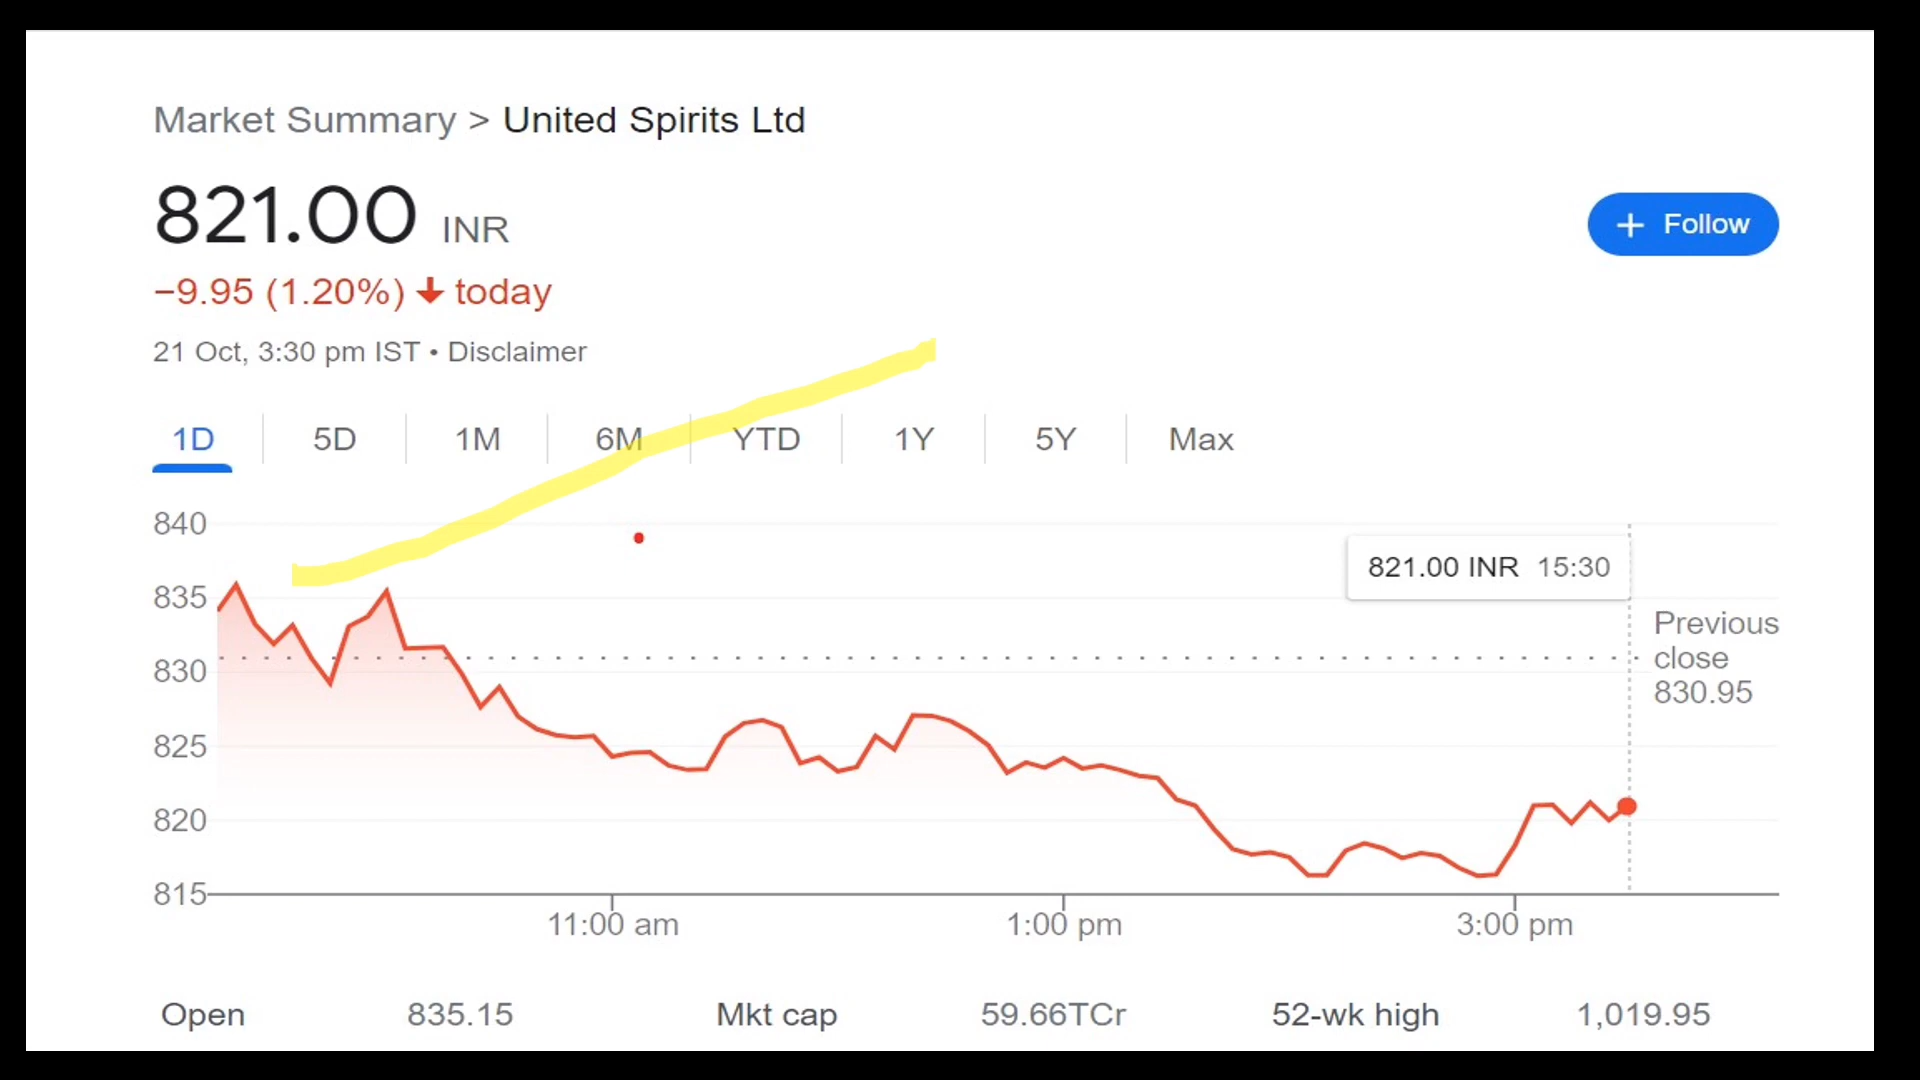 Market Summary > United Spirits Ltd
821.00 INR
+ Follow
−9.95 (1.20%) ↓ today
21 Oct, 3:30 pm IST • Disclaimer
1D 5D 1M 6M YTD 1Y 5Y Max
840
821.00 INR 15:30
835
Previous
close
830.95
830
825
820
815
11:00 am 1:00 pm 3:00 pm
Open 835.15 Mkt cap 59.66TCr 52-wk high 1,019.95